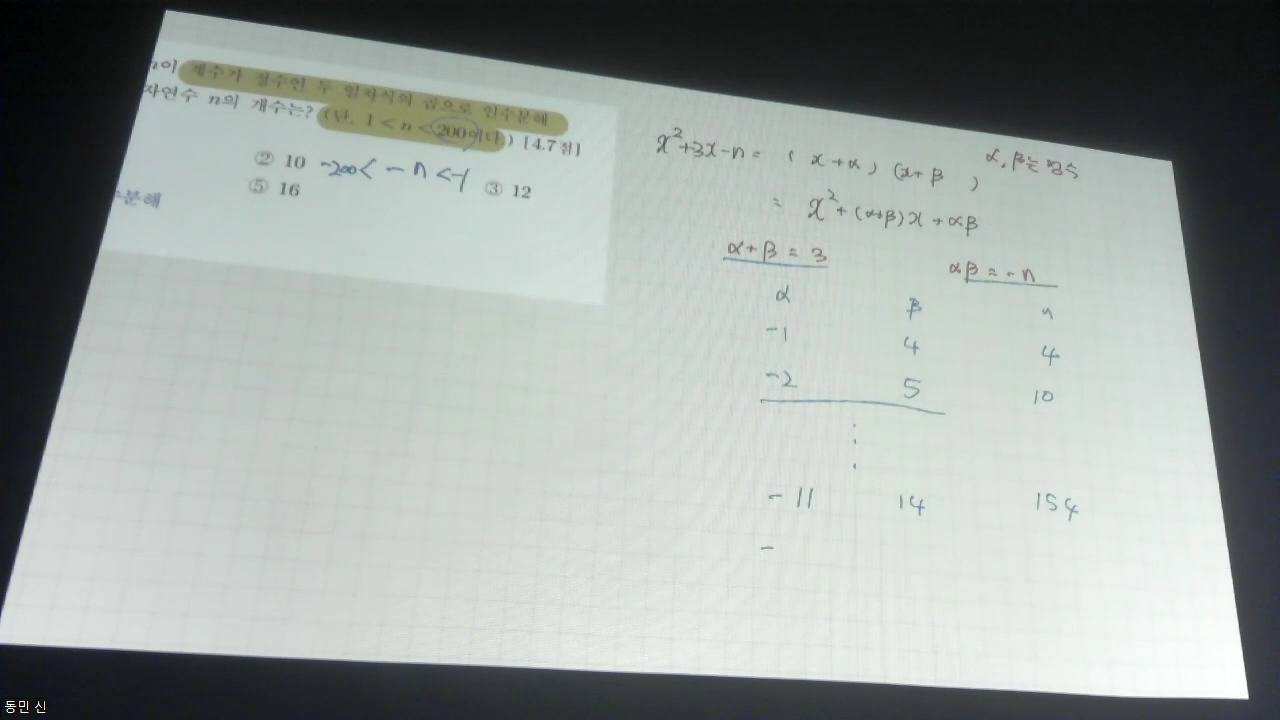 n이 계수가 정수인 두 일차식의 곱으로 인수분해
자연수 n의 개수는? (단, 1 < n < 200이다.) [4.7점]
② 10 -200 < -n < -1 ③ 12
⑤ 16
수분해
x²+3x-n = (x+α)(x+β) α, β는 정수
= x²+(α+β)x+αβ
α+β = 3 αβ = -n
α β n
-1 4 4
-2 5 10
⋮
-11 14 154
-
동민 신